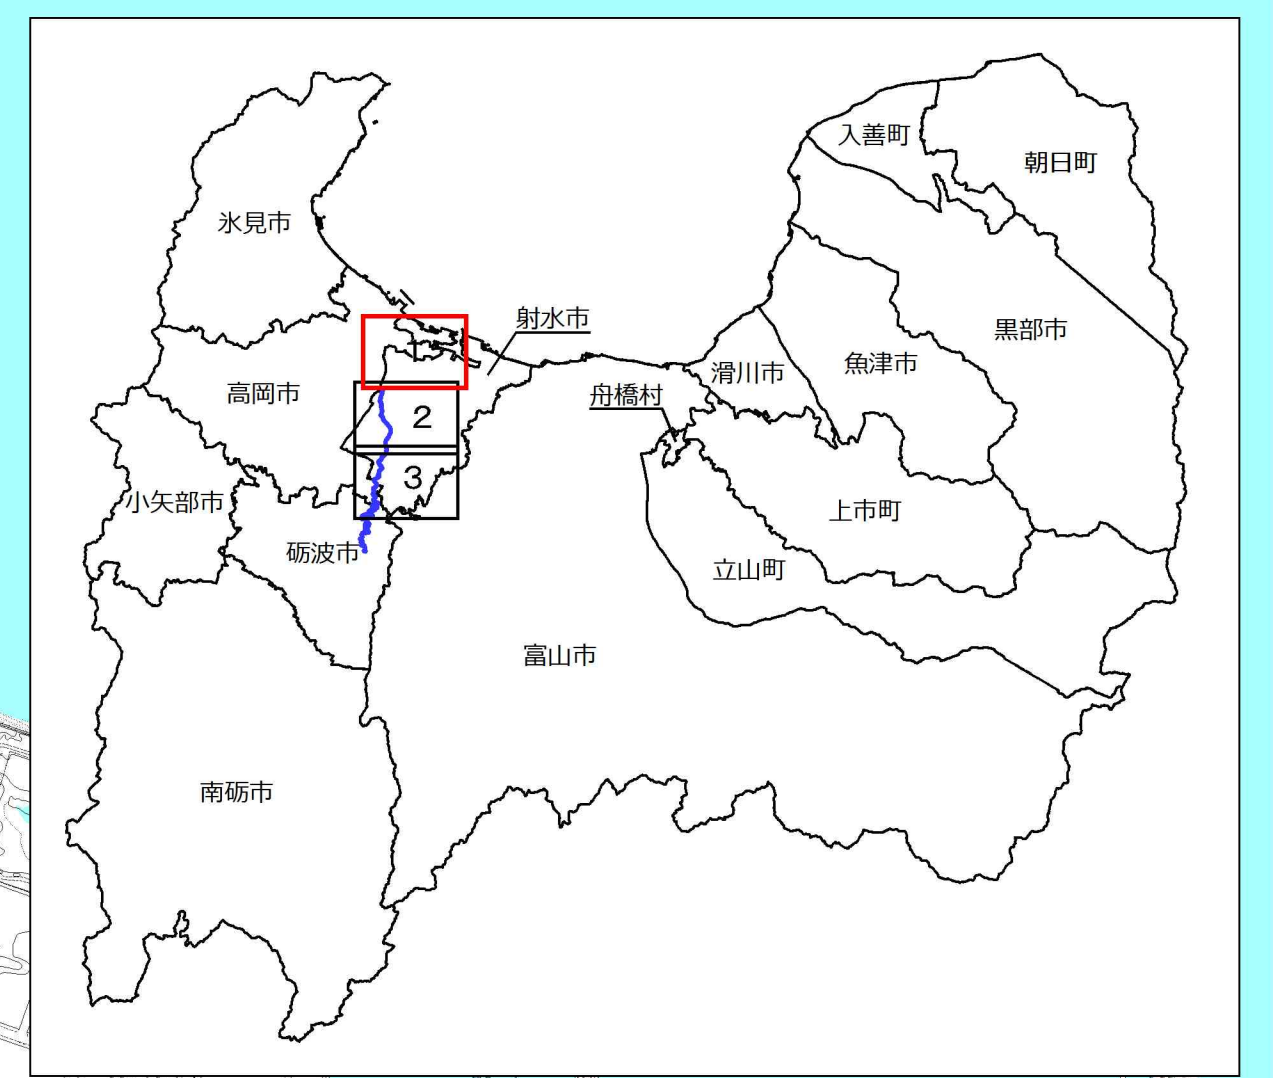 入善町
朝日町
氷見市
射水市
黒部市
魚津市
滑川市
高岡市
舟橋村
1
2
3
小矢部市
上市町
砺波市
立山町
富山市
南砺市